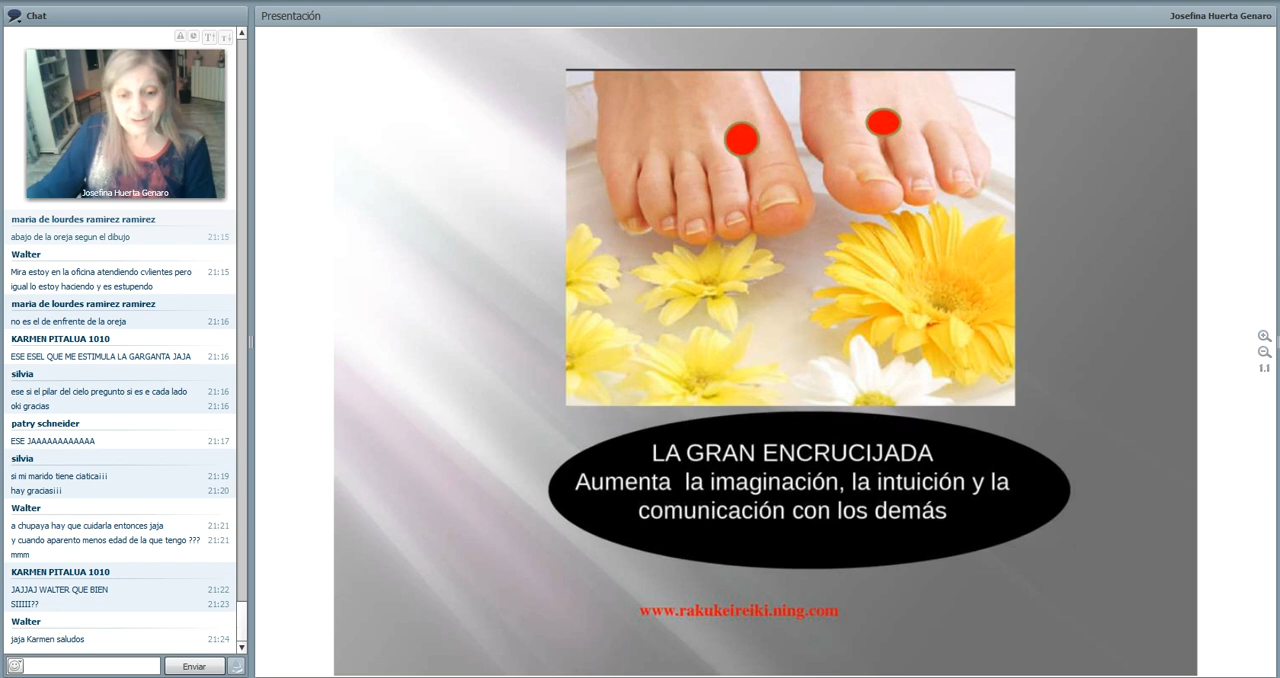 Chat
Josefina Huerta Genaro
maria de lourdes ramirez ramirez
abajo de la oreja segun el dibujo 21:15
Walter
Mira estoy en la oficina atendiendo cvlientes pero 21:15
igual lo estoy haciendo y es estupendo
maria de lourdes ramirez ramirez
no es el de enfrente de la oreja 21:16
KARMEN PITALUA 1010
ESE ESEL QUE ME ESTIMULA LA GARGANTA JAJA 21:16
silvia
ese si el pilar del cielo pregunto si es e cada lado 21:16
oki gracias 21:16
patry schneider
ESE JAAAAAAAAAAAA 21:17
silvia
si mi marido tiene ciatica¡¡¡ 21:19
hay gracias¡¡¡ 21:20
Walter
a chupaya hay que cuidarla entonces jaja 21:21
y cuando aparento menos edad de la que tengo ??? 21:21
mmm
KARMEN PITALUA 1010
JAJJAJ WALTER QUE BIEN 21:22
SIIIII?? 21:23
Walter
jaja Karmen saludos 21:24
Enviar
Presentación
Josefina Huerta Genaro
LA GRAN ENCRUCIJADA
Aumenta la imaginación, la intuición y la
comunicación con los demás
www.rakukeireiki.ning.com
1.1